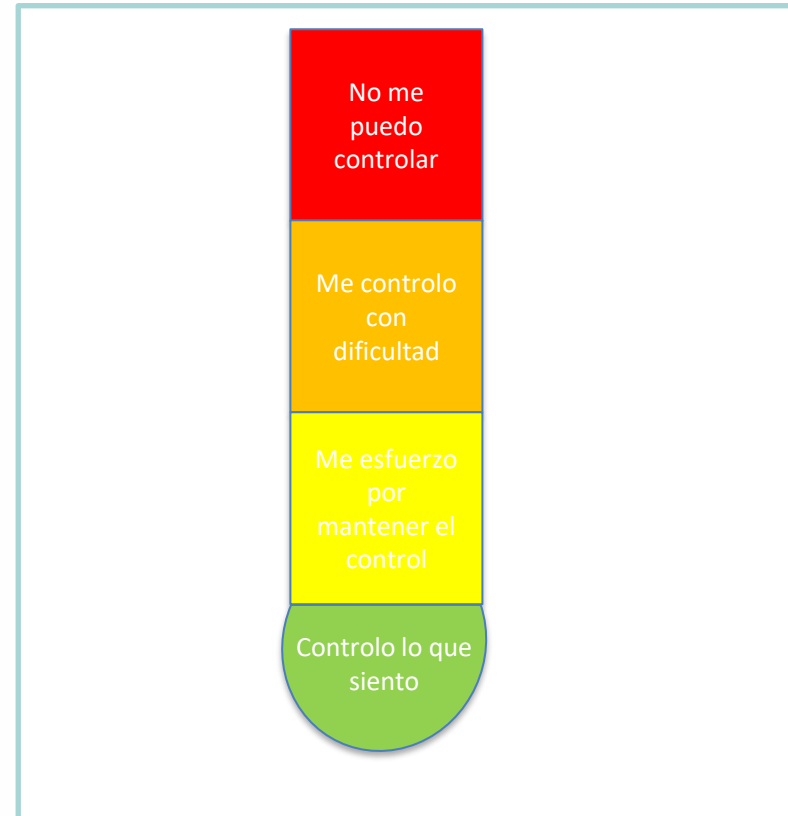 No me
puedo
controlar
Me controlo
con
dificultad
Me esfuerzo
por
mantener el
control
Controlo lo que
siento